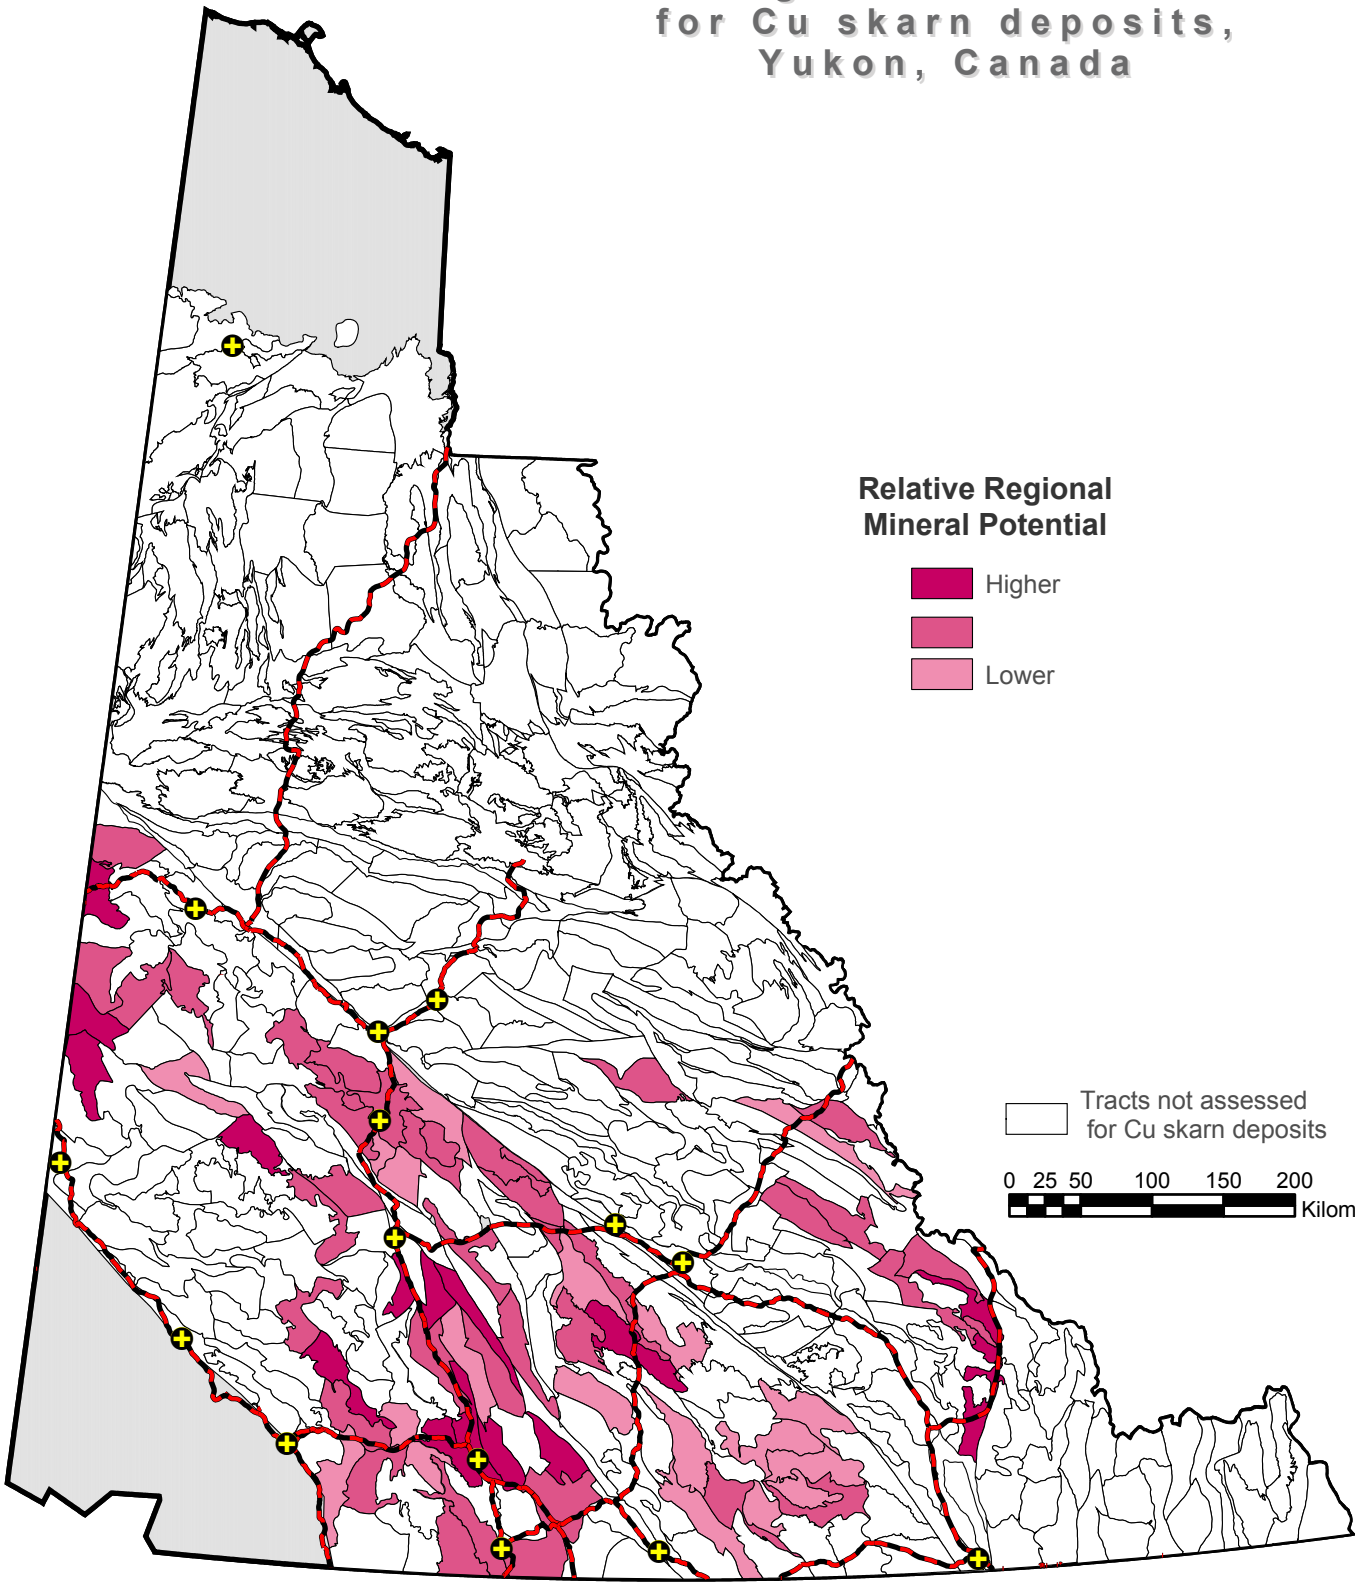 for Cu skarn deposits,
Yukon, Canada
Relative Regional
Mineral Potential
Higher
Lower
Tracts not assessed
for Cu skarn deposits
0 25 50 100 150 200
Kilom